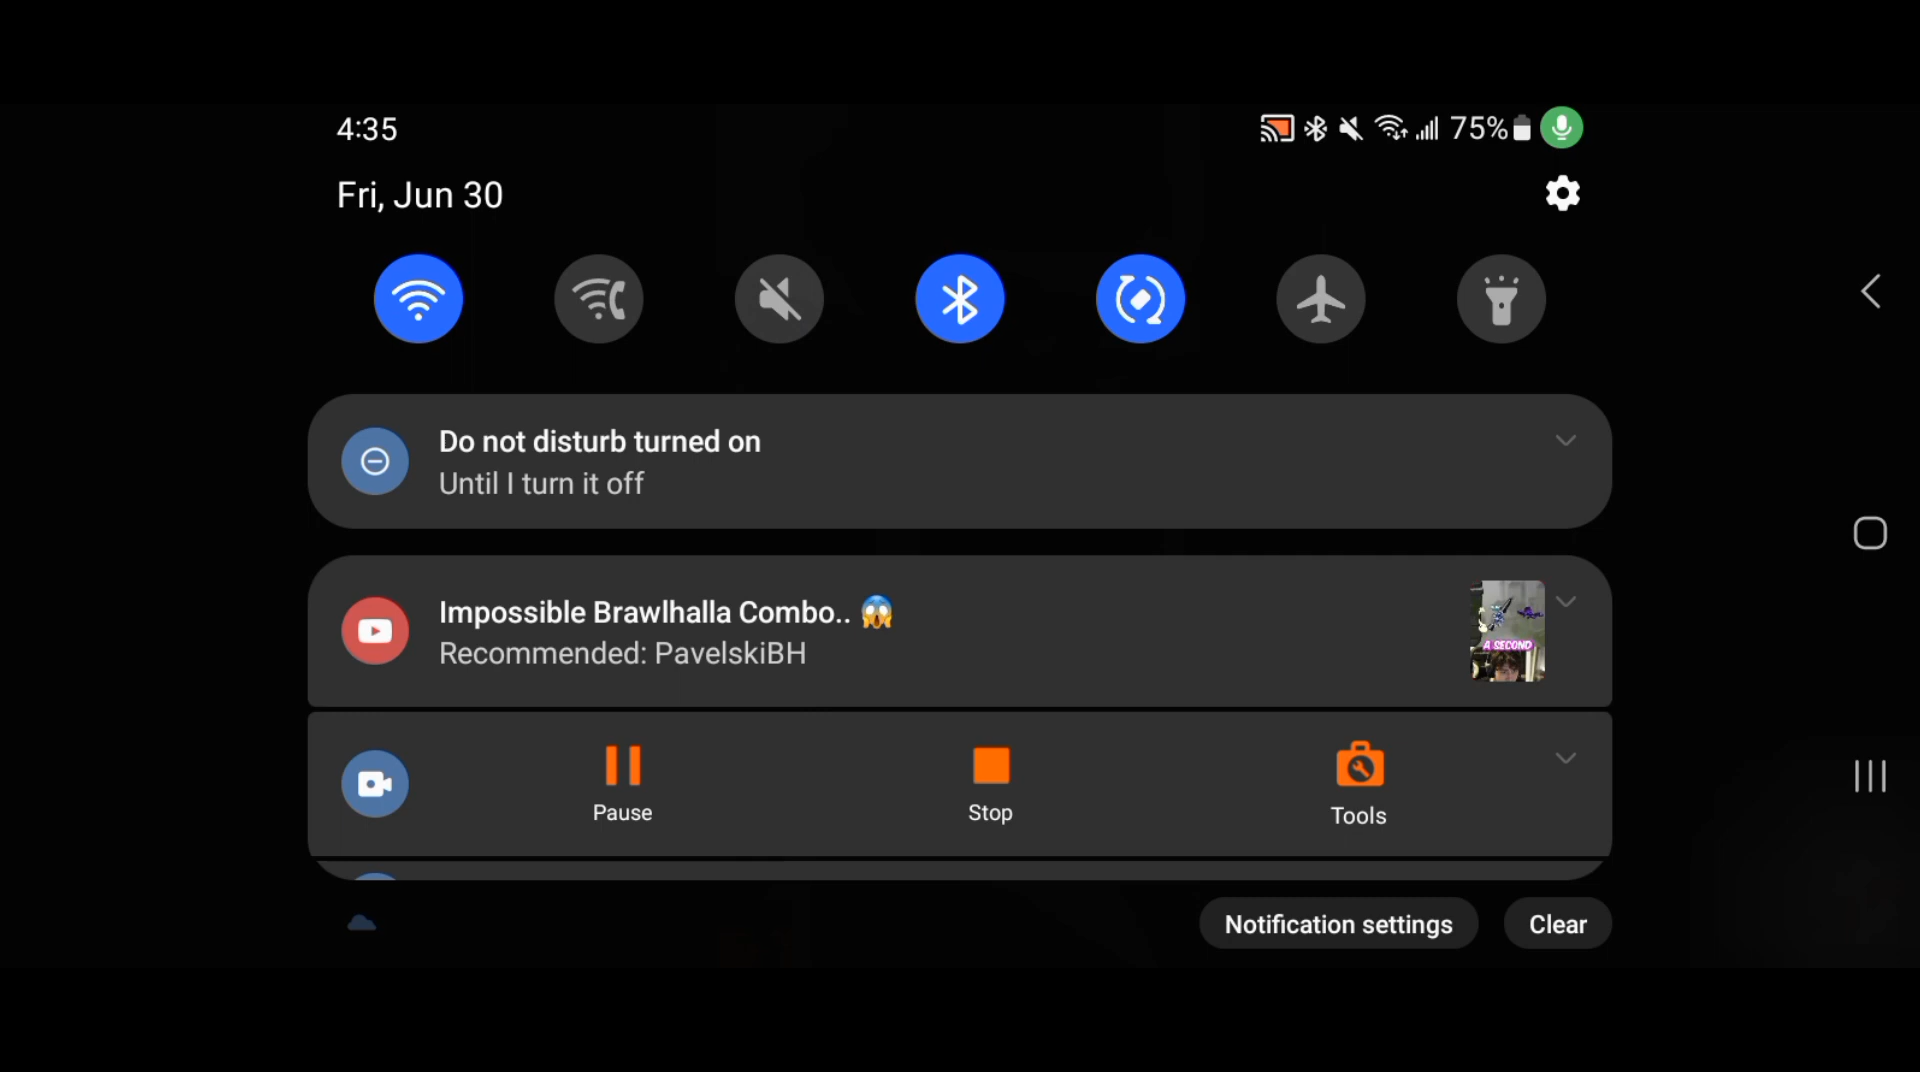 4:35
75%
Fri, Jun 30
Do not disturb turned on
Until I turn it off
Impossible Brawlhalla Combo.. 😱
Recommended: PavelskiBH
A SECOND
Pause
Stop
Tools
Notification settings
Clear